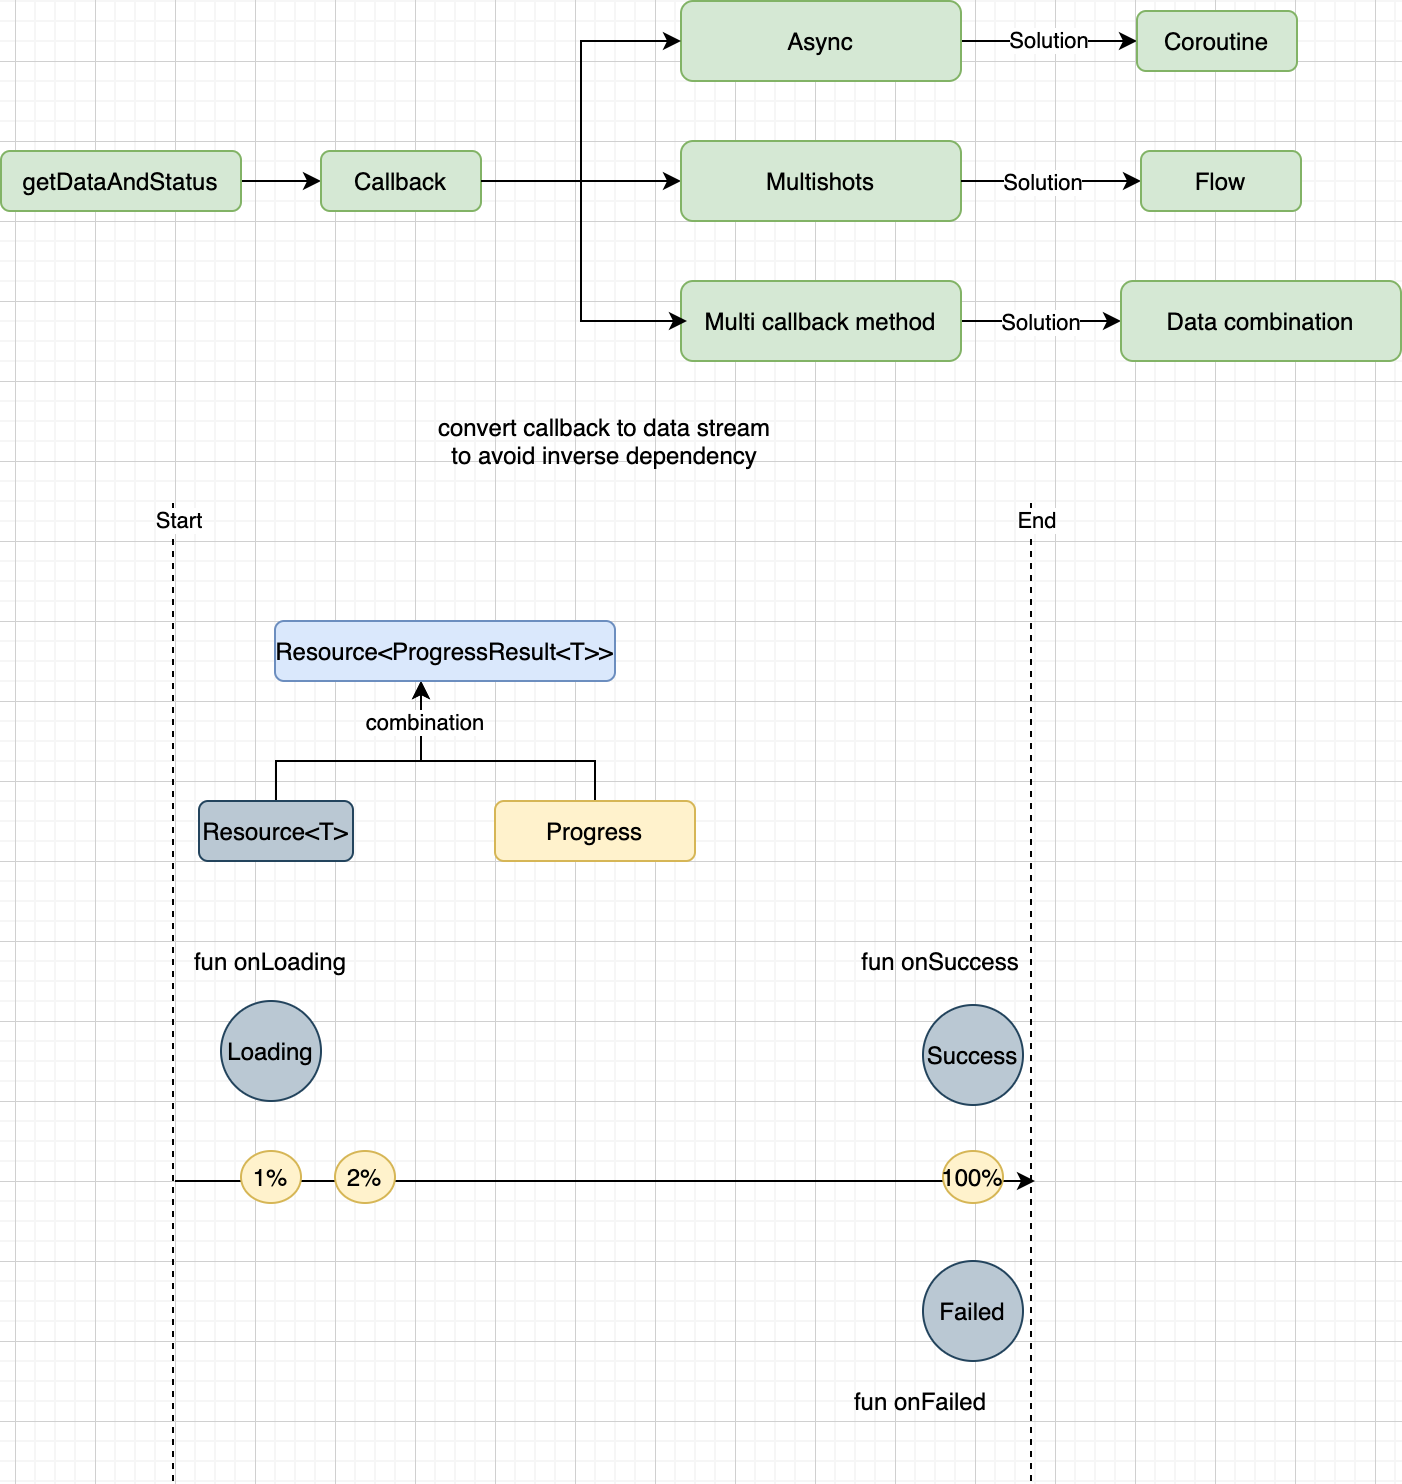 Async
Solution
Coroutine
getDataAndStatus
Callback
Multishots
Solution
Flow
Multi callback method
Solution
Data combination
convert callback to data stream
to avoid inverse dependency
Start
End
Resource<ProgressResult<T>>
combination
Resource<T>
Progress
fun onLoading
fun onSuccess
Loading
Success
1%
2%
100%
Failed
fun onFailed